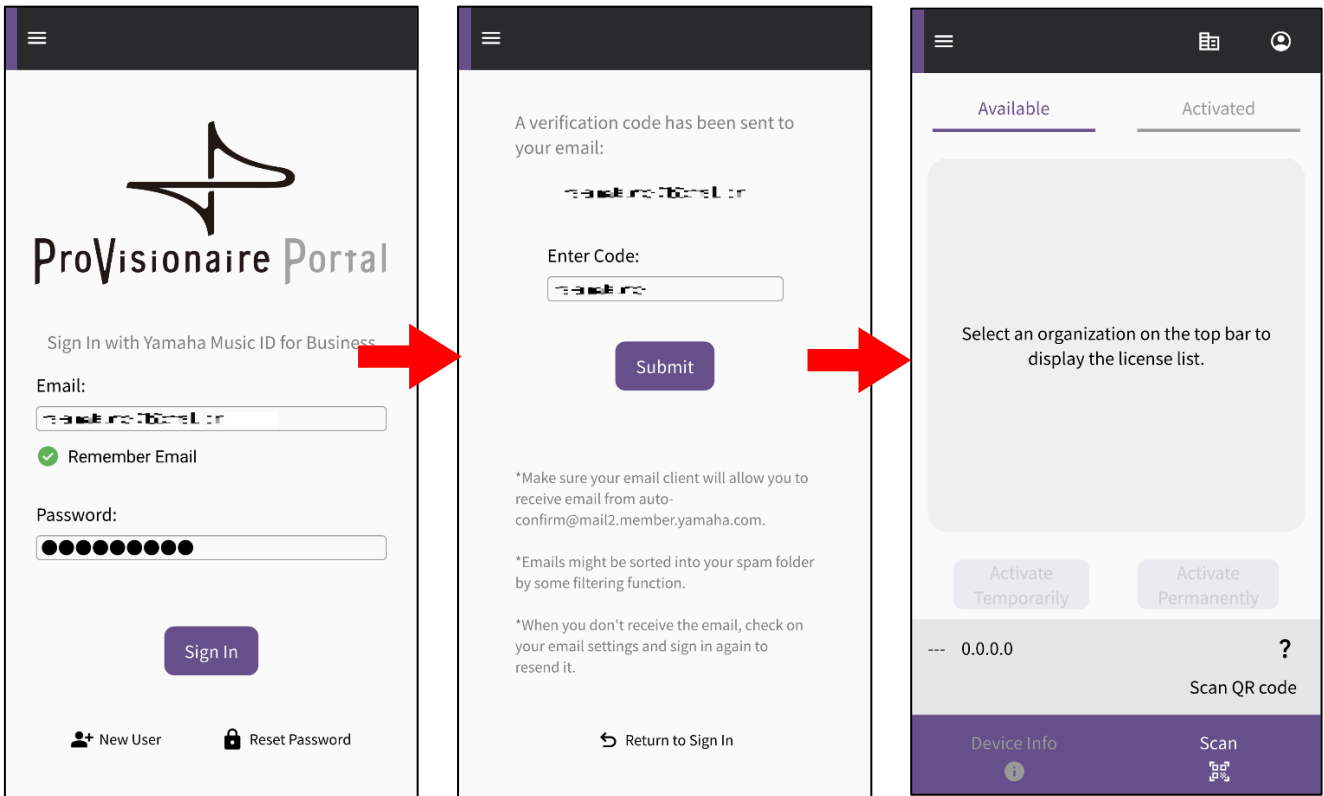 ProVisionaire Portal
Sign In with Yamaha Music ID for Business
Email:
Remember Email
Password:
Sign In
New User
Reset Password
A verification code has been sent to
your email:
Enter Code:
Submit
*Make sure your email client will allow you to
receive email from auto-
confirm@mail2.member.yamaha.com.
*Emails might be sorted into your spam folder
by some filtering function.
*When you don't receive the email, check on
your email settings and sign in again to
resend it.
Return to Sign In
Available
Activated
Select an organization on the top bar to
display the license list.
Activate
Temporarily
Activate
Permanently
--- 0.0.0.0
?
Scan QR code
Device Info
Scan